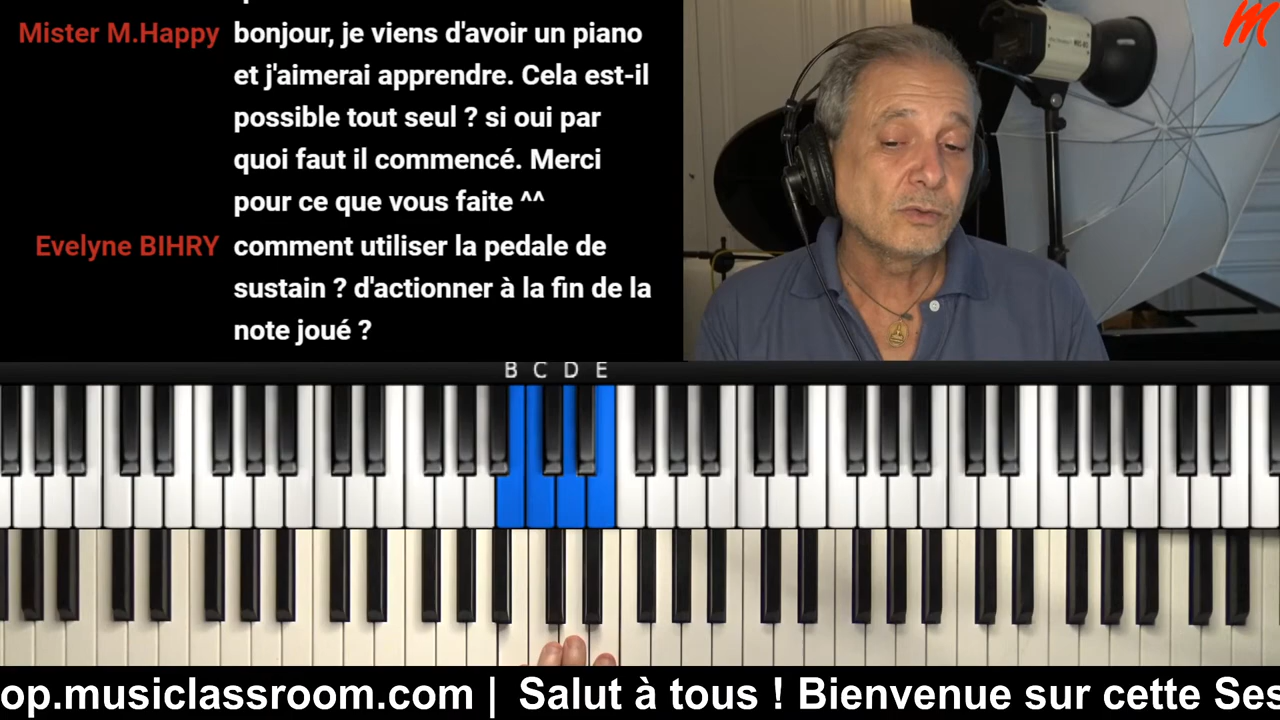 Mister M.Happy bonjour, je viens d'avoir un piano
et j'aimerai apprendre. Cela est-il
possible tout seul ? si oui par
quoi faut il commencé. Merci
pour ce que vous faite ^^
Evelyne BIHRY comment utiliser la pedale de
sustain ? d'actionner à la fin de la
note joué ?
M
B C D E
op.musiclassroom.com | Salut à tous ! Bienvenue sur cette Ses